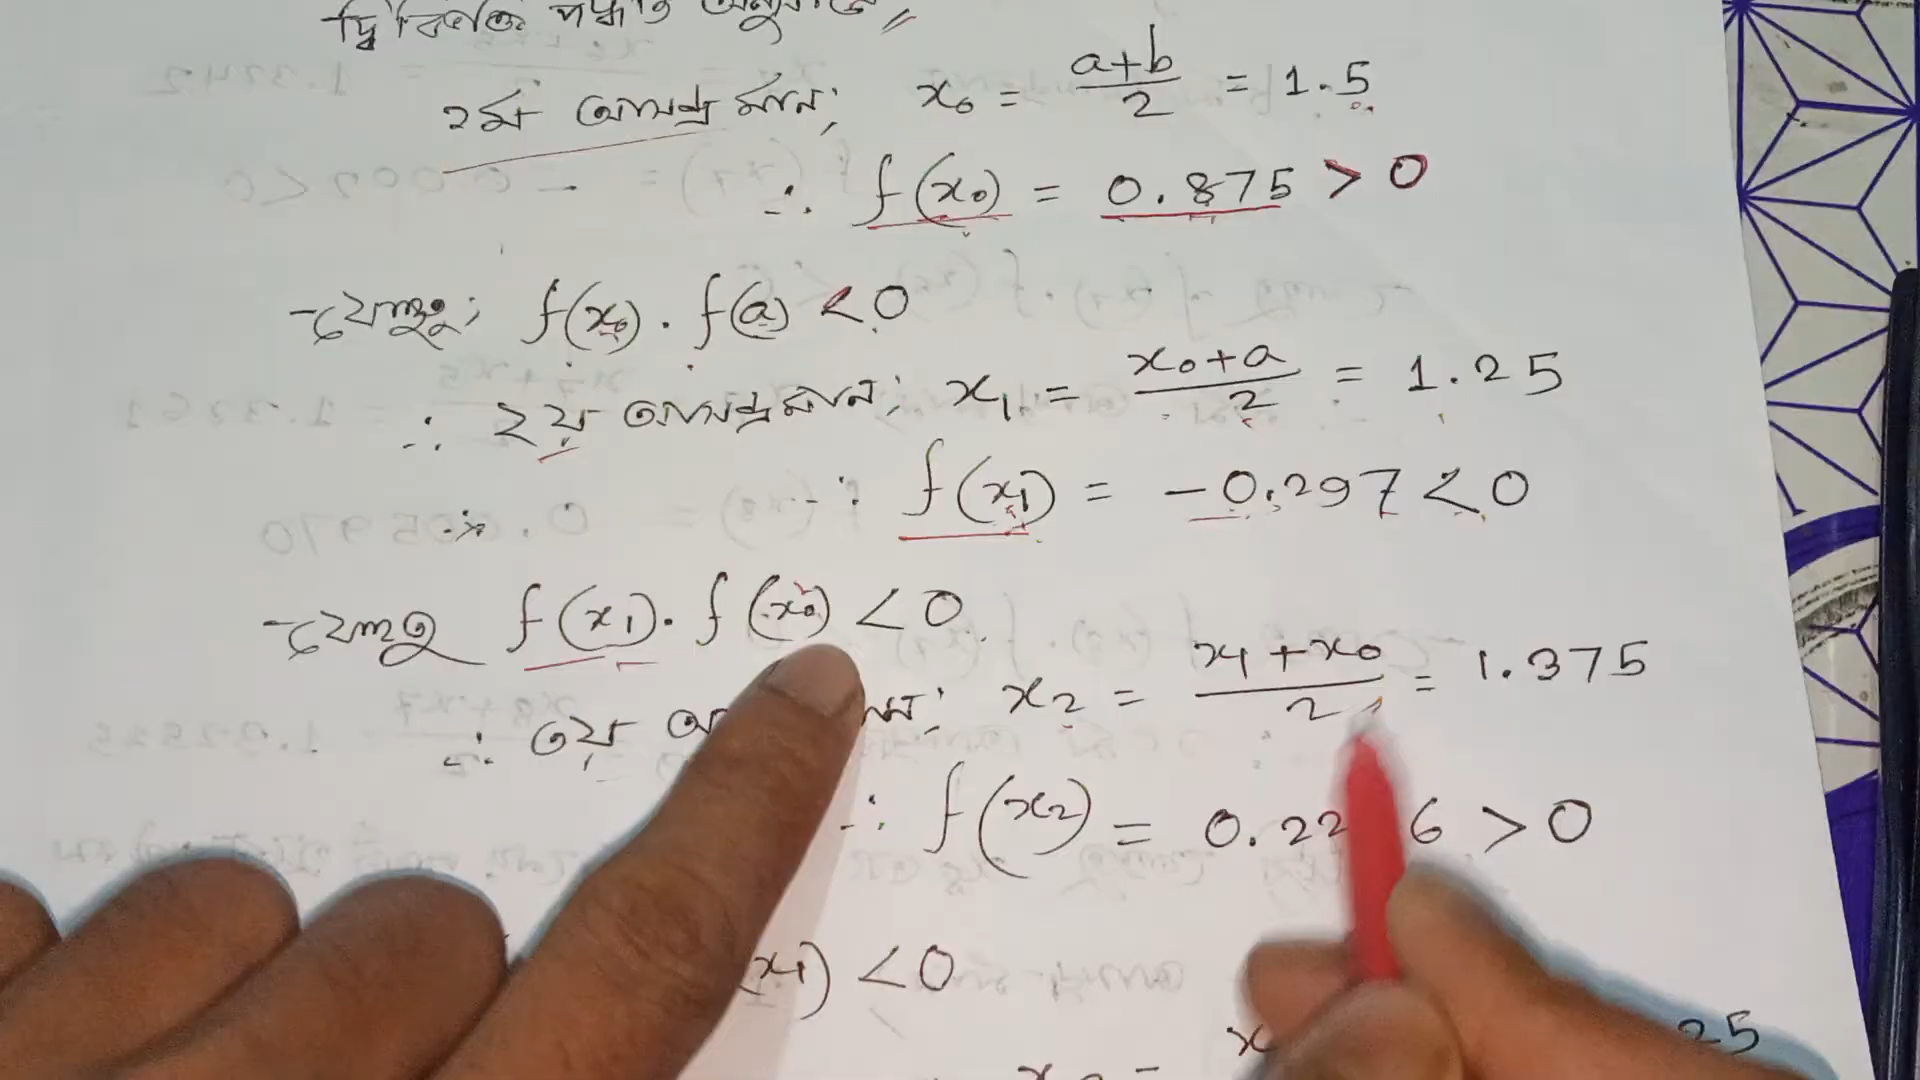 দ্বিবিভক্তি পদ্ধতি অনুসারে,
১ম আসন্ন মান; x₀ = (a+b)/2 = 1.5
∴ f(x₀) = 0.875 > 0
যেহেতু; f(x₀) . f(a) < 0
∴ ২য় আসন্ন মান; x₁ = (x₀+a)/2 = 1.25
∴ f(x₁) = -0.297 < 0
যেহেতু f(x₁) . f(x₀) < 0
∴ ৩য় x₂ = (x₁+x₀)/2 = 1.375
∴ f(x₂) = 0.22 6 > 0
(x₁) < 0
x 25